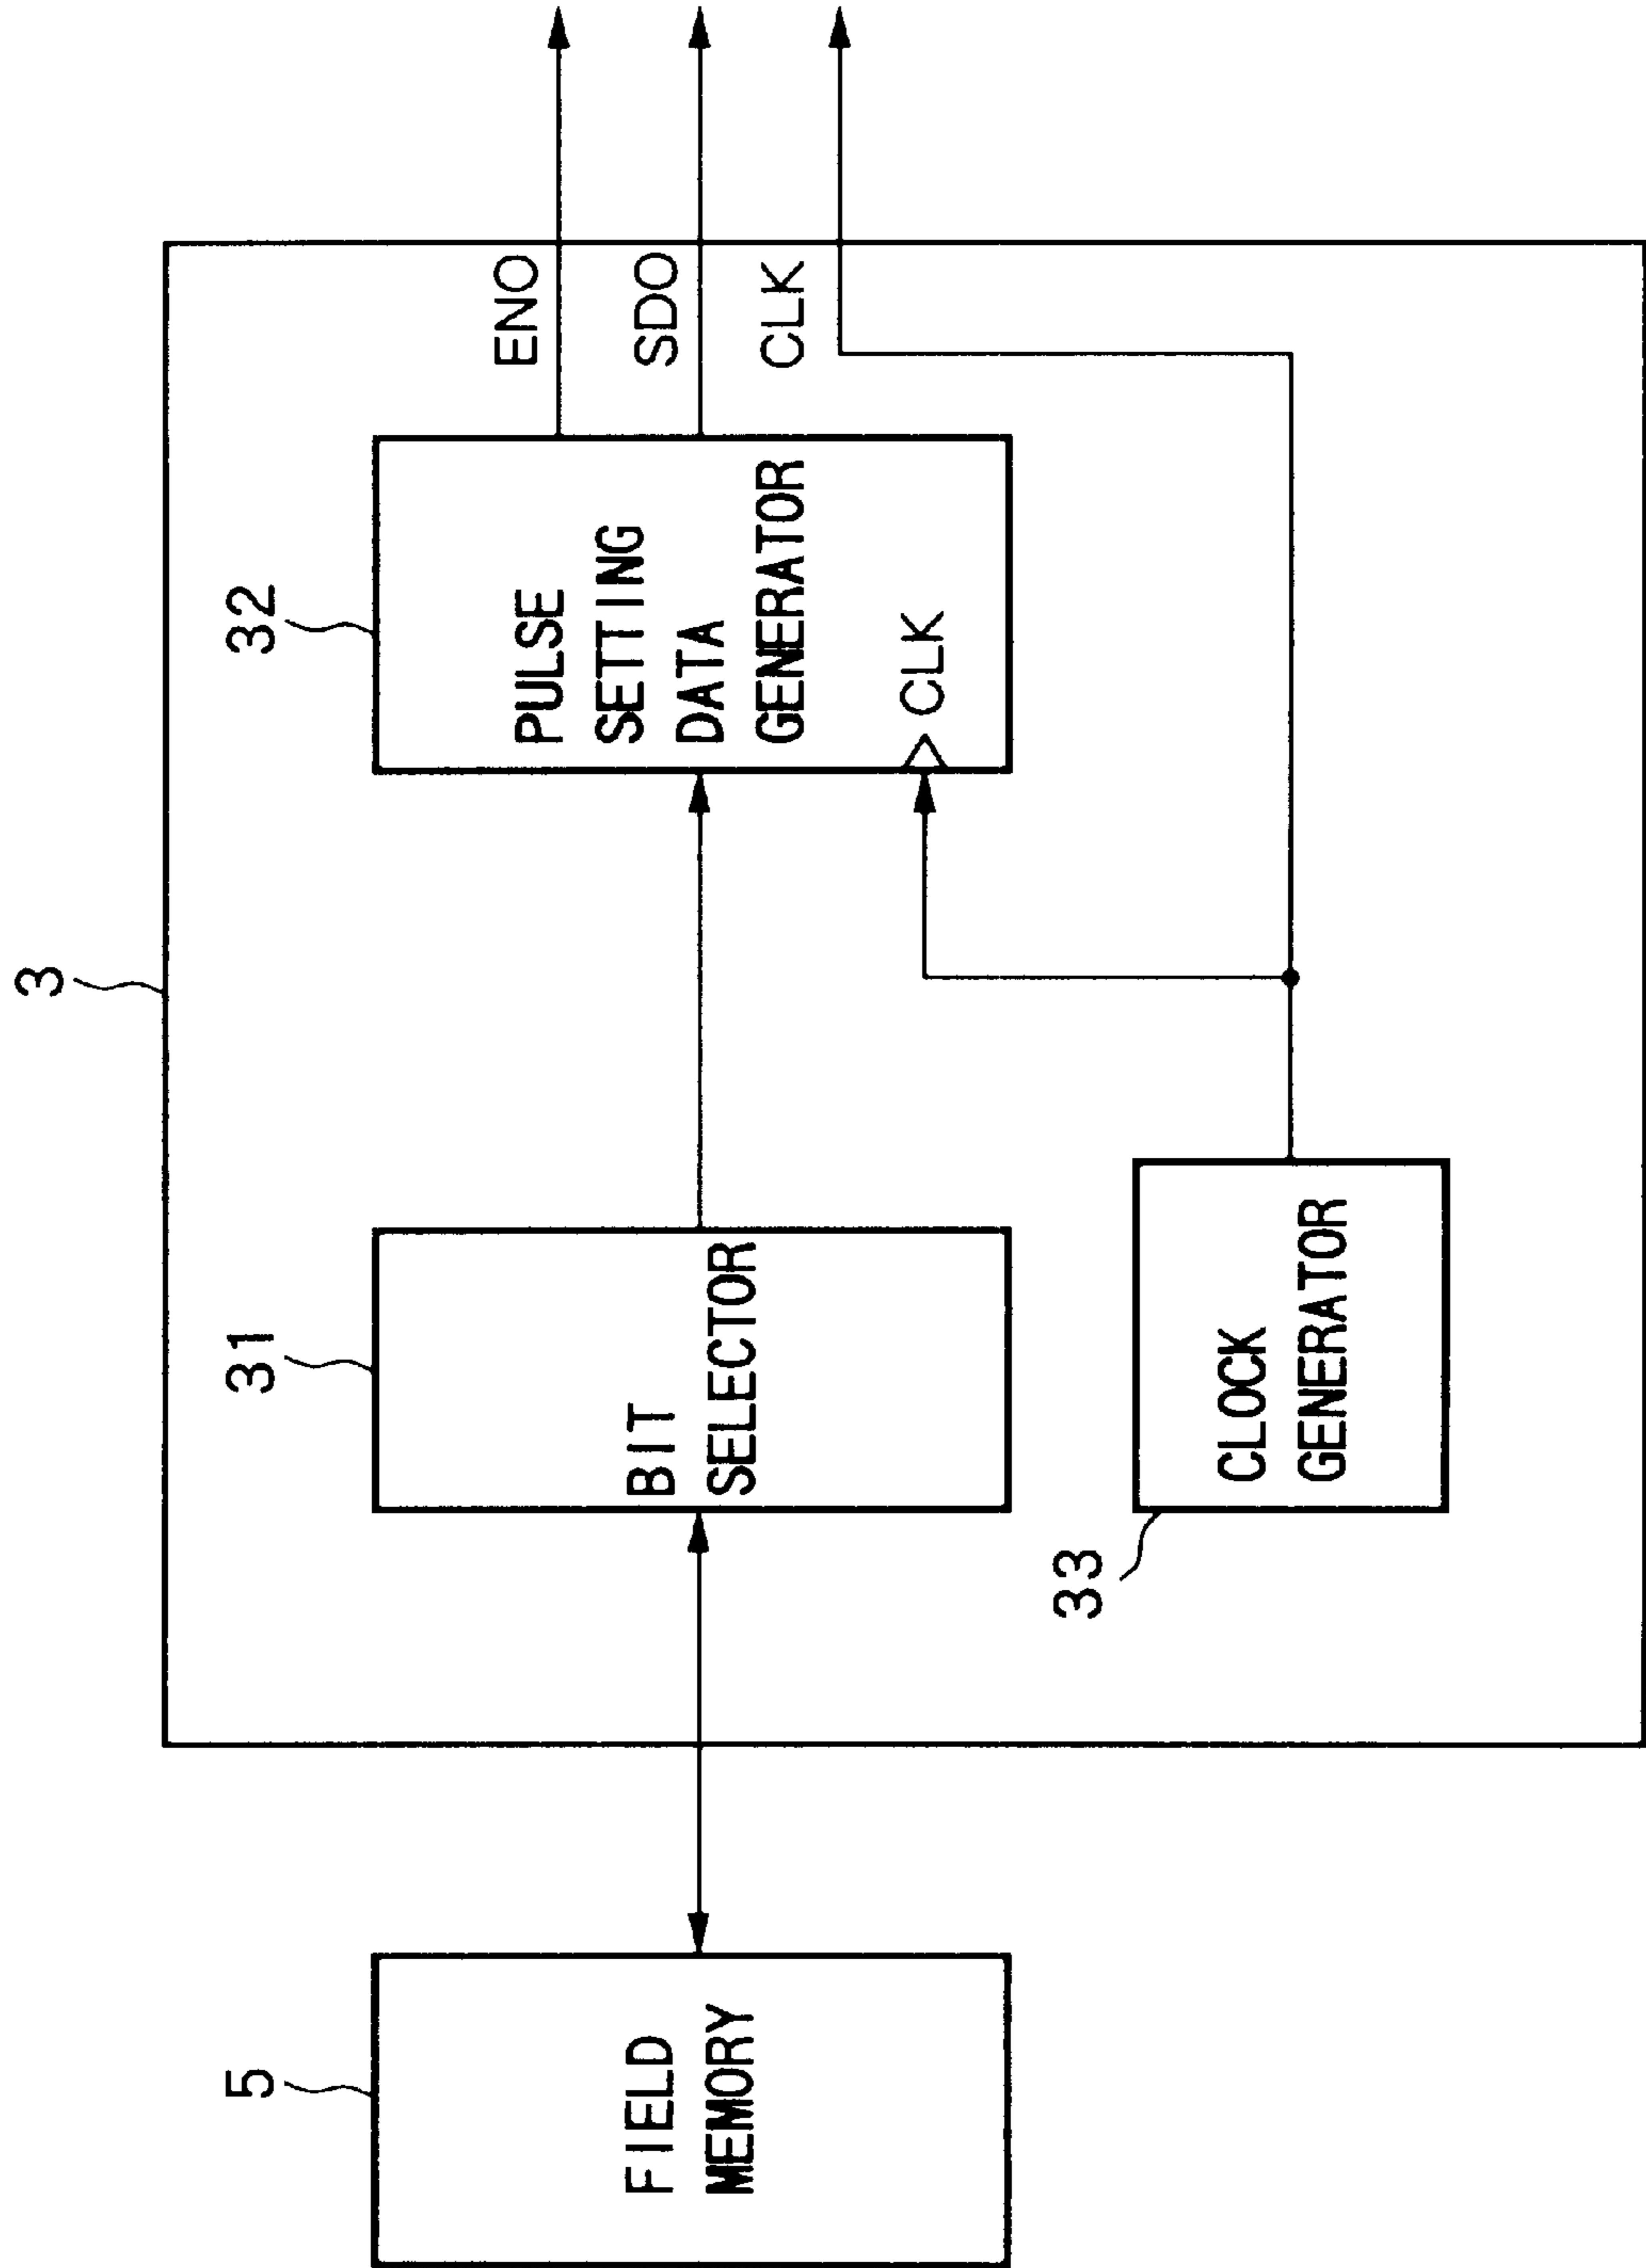 3
5
FIELD
MEMORY
31
BIT
SELECTOR
32
PULSE
SETTING
DATA
GENERATOR
CLK
ENO
SDO
CLK
33
CLOCK
GENERATOR